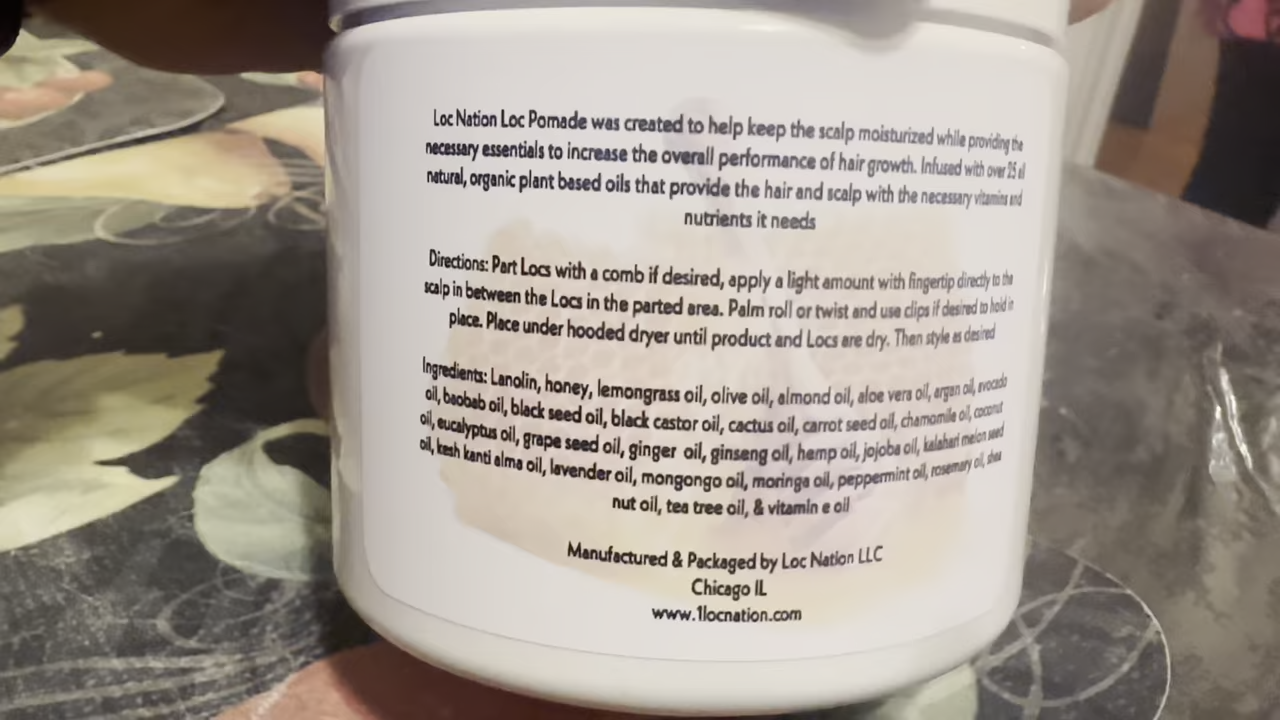 Loc Nation Loc Pomade was created to help keep the scalp moisturized while providing the
necessary essentials to increase the overall performance of hair growth. Infused with over 25 all
natural, organic plant based oils that provide the hair and scalp with the necessary vitamins and
nutrients it needs
Directions: Part Locs with a comb if desired, apply a light amount with fingertip directly to the
scalp in between the Locs in the parted area. Palm roll or twist and use clips if desired to hold in
place. Place under hooded dryer until product and Locs are dry. Then style as desired
Ingredients: Lanolin, honey, lemongrass oil, olive oil, almond oil, aloe vera oil, argan oil, avocado
oil, baobab oil, black seed oil, black castor oil, cactus oil, carrot seed oil, chamomile oil, coconut
oil, eucalyptus oil, grape seed oil, ginger oil, ginseng oil, hemp oil, jojoba oil, kalahari melon seed
oil, kesh kanti alma oil, lavender oil, mongongo oil, moringa oil, peppermint oil, rosemary oil, shea
nut oil, tea tree oil, & vitamin e oil
Manufactured & Packaged by Loc Nation LLC
Chicago IL
www.1locnation.com